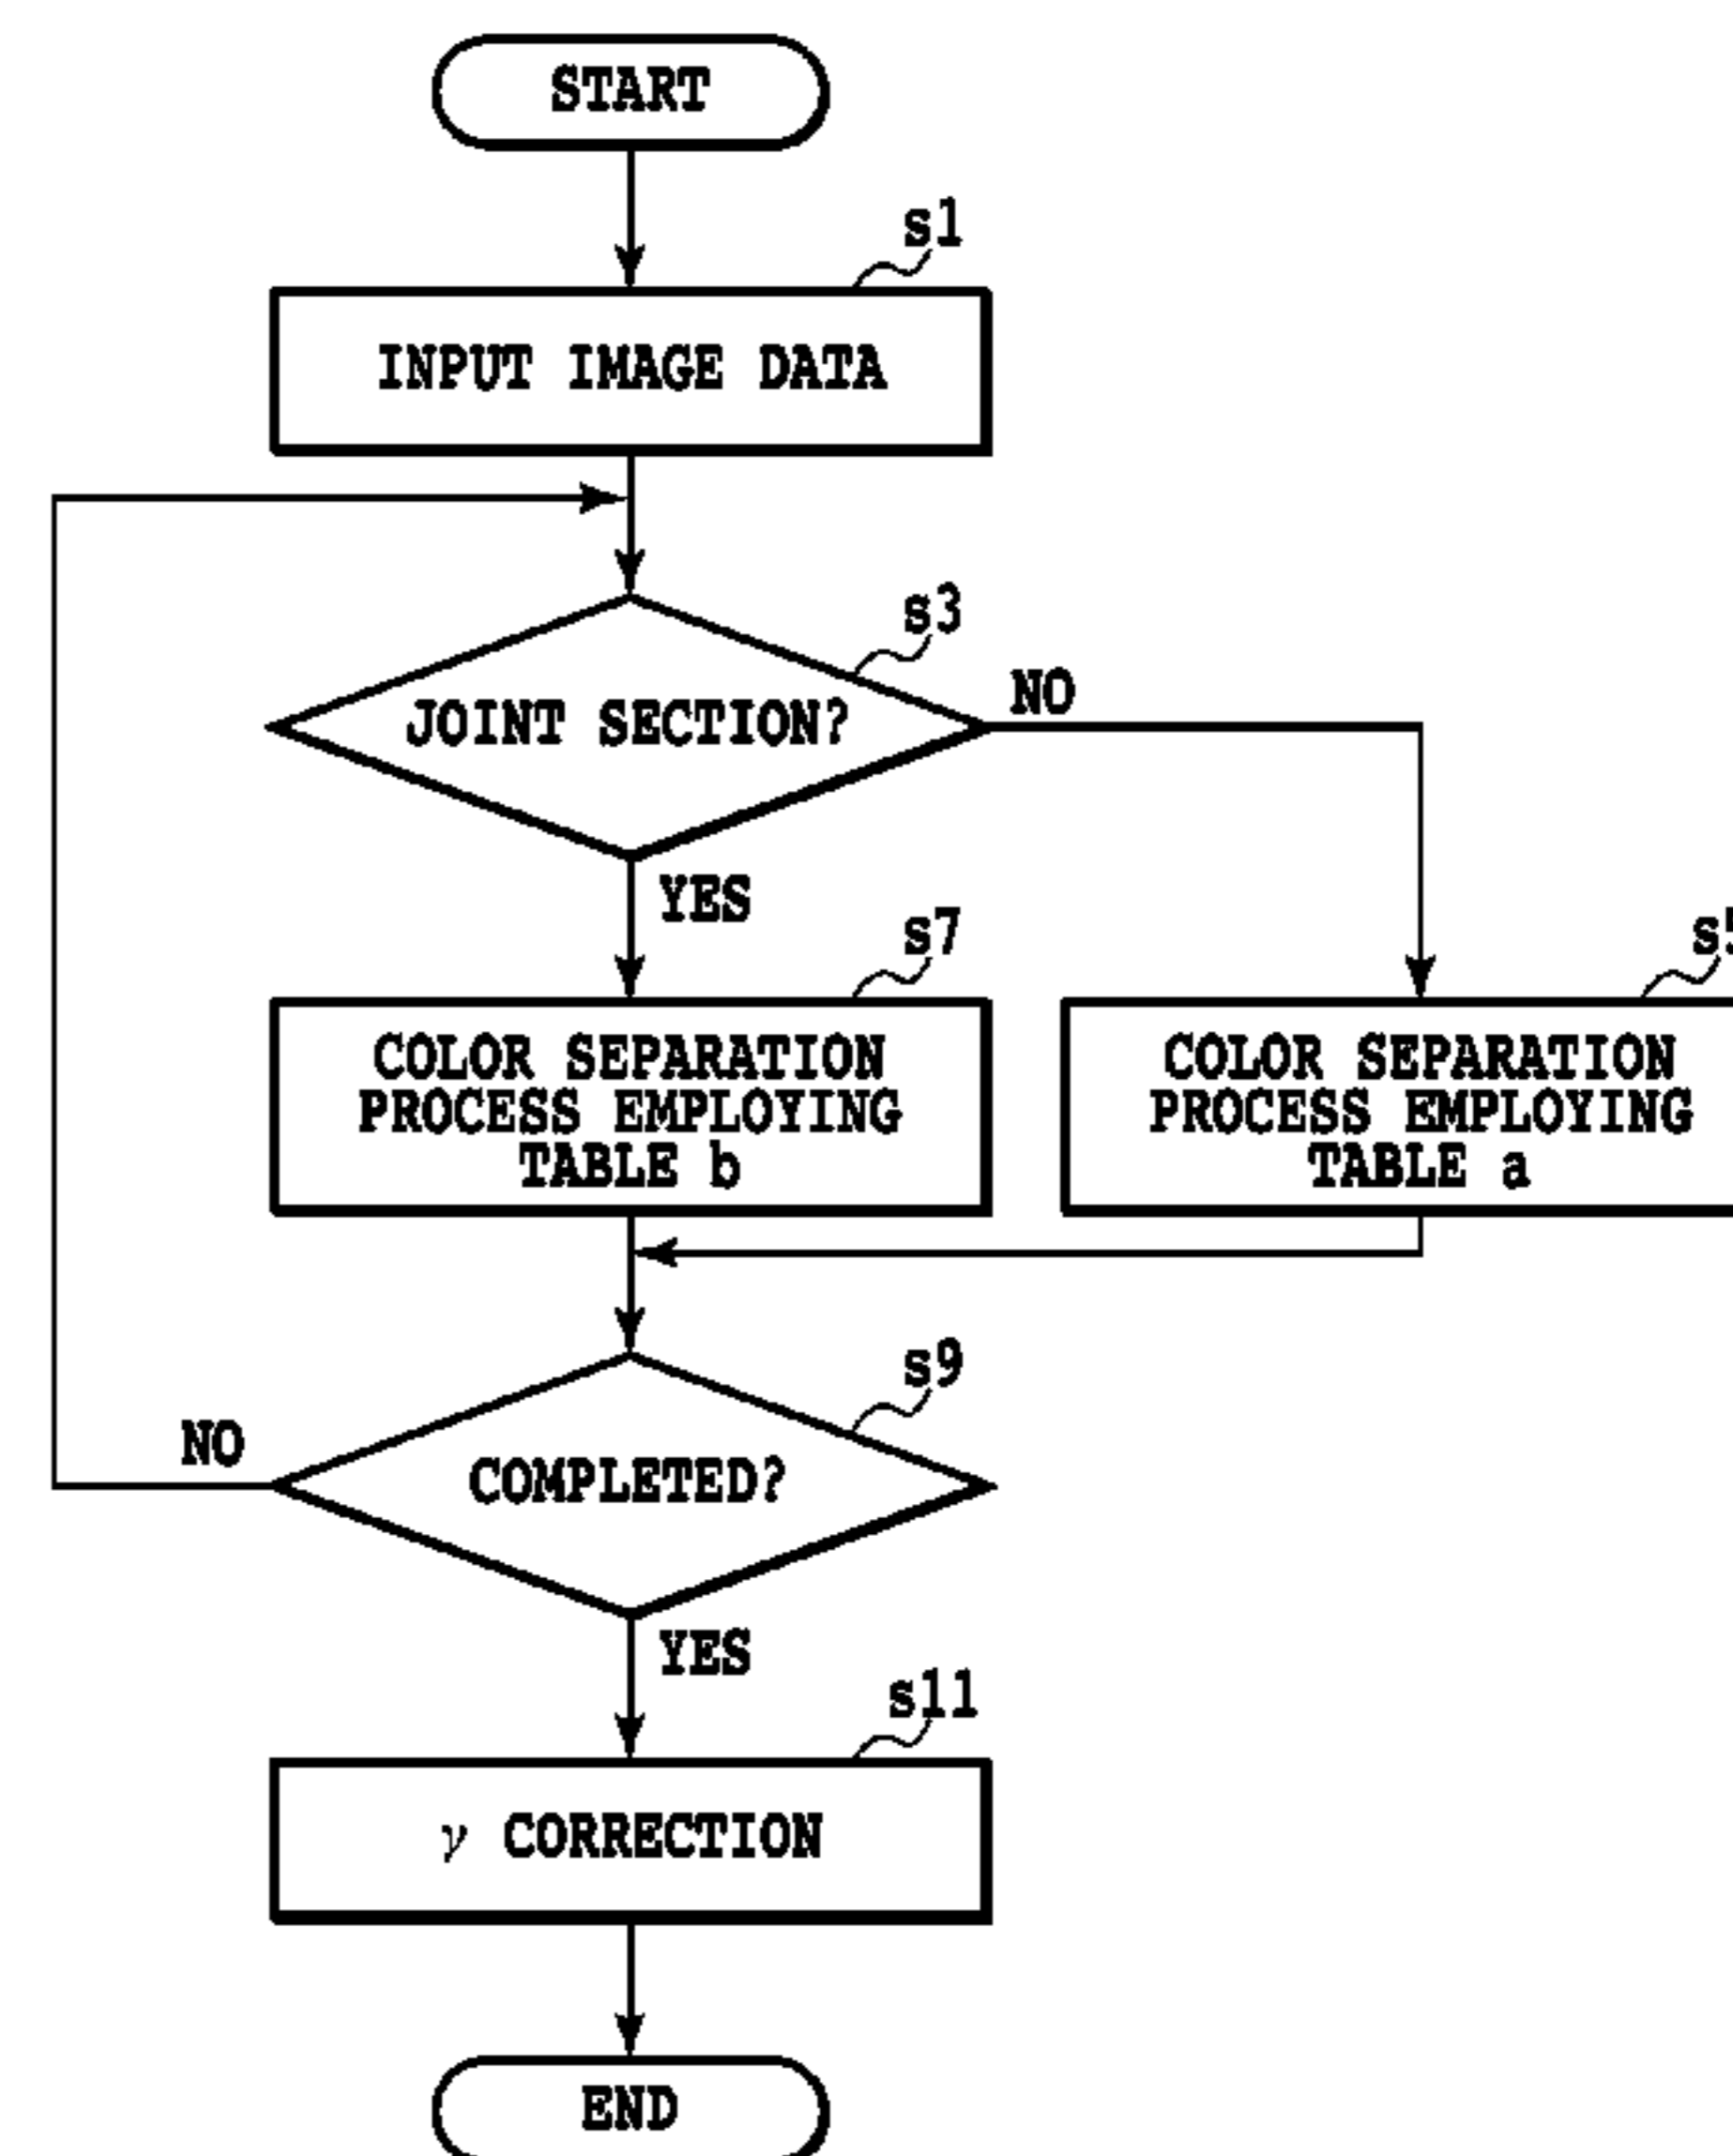 START
s1
INPUT IMAGE DATA
s3
JOINT SECTION?
NO
YES
s7
COLOR SEPARATION
PROCESS EMPLOYING
TABLE b
COLOR SEPARATION
PROCESS EMPLOYING
TABLE a
s9
COMPLETED?
NO
YES
s11
γ CORRECTION
END